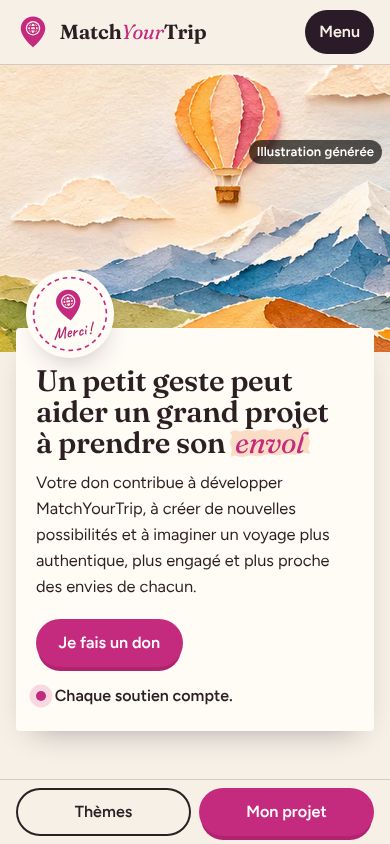 MatchYourTrip
Menu
Illustration générée
Merci !
Un petit geste peut
aider un grand projet
à prendre son envol
Votre don contribue à développer
MatchYourTrip, à créer de nouvelles
possibilités et à imaginer un voyage plus
authentique, plus engagé et plus proche
des envies de chacun.
Je fais un don
Chaque soutien compte.
Thèmes
Mon projet